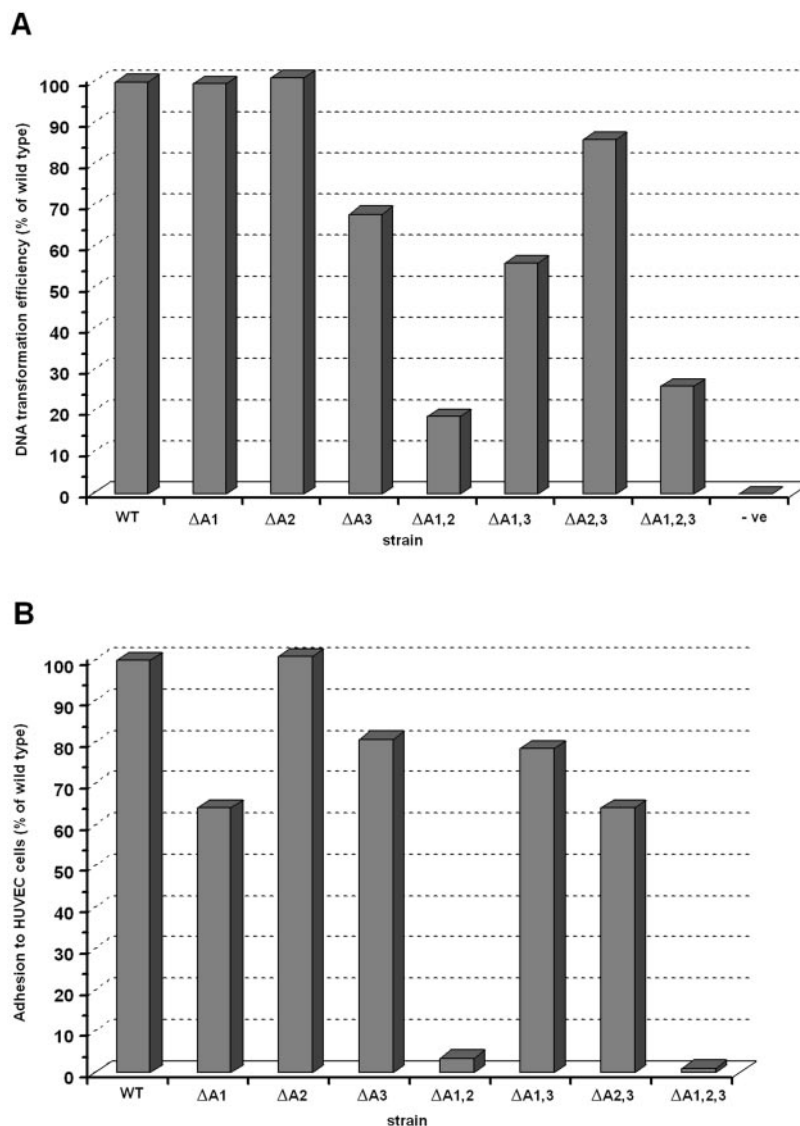 A
DNA transformation efficiency (% of wild type)
100
90
80
70
60
50
40
30
20
10
0
WT ΔA1 ΔA2 ΔA3 ΔA1,2 ΔA1,3 ΔA2,3 ΔA1,2,3 - ve
strain
B
Adhesion to HUVEC cells (% of wild type)
100
90
80
70
60
50
40
30
20
10
0
WT ΔA1 ΔA2 ΔA3 ΔA1,2 ΔA1,3 ΔA2,3 ΔA1,2,3
strain